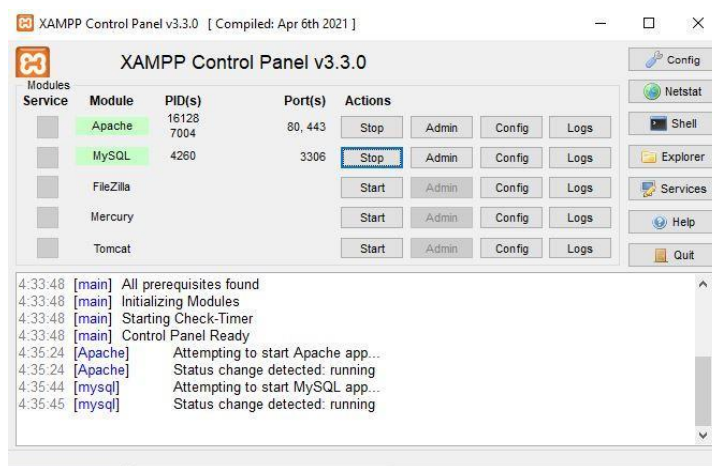 XAMPP Control Panel v3.3.0 [ Compiled: Apr 6th 2021 ]
XAMPP Control Panel v3.3.0
Config
Modules
Service Module PID(s) Port(s) Actions
Netstat
Apache 16128 7004 80, 443 Stop Admin Config Logs
Shell
MySQL 4260 3306 Stop Admin Config Logs
Explorer
FileZilla Start Admin Config Logs
Services
Mercury Start Admin Config Logs
Help
Tomcat Start Admin Config Logs
Quit
4:33:48 [main] All prerequisites found
4:33:48 [main] Initializing Modules
4:33:48 [main] Starting Check-Timer
4:33:48 [main] Control Panel Ready
4:35:24 [Apache] Attempting to start Apache app...
4:35:24 [Apache] Status change detected: running
4:35:44 [mysql] Attempting to start MySQL app...
4:35:45 [mysql] Status change detected: running